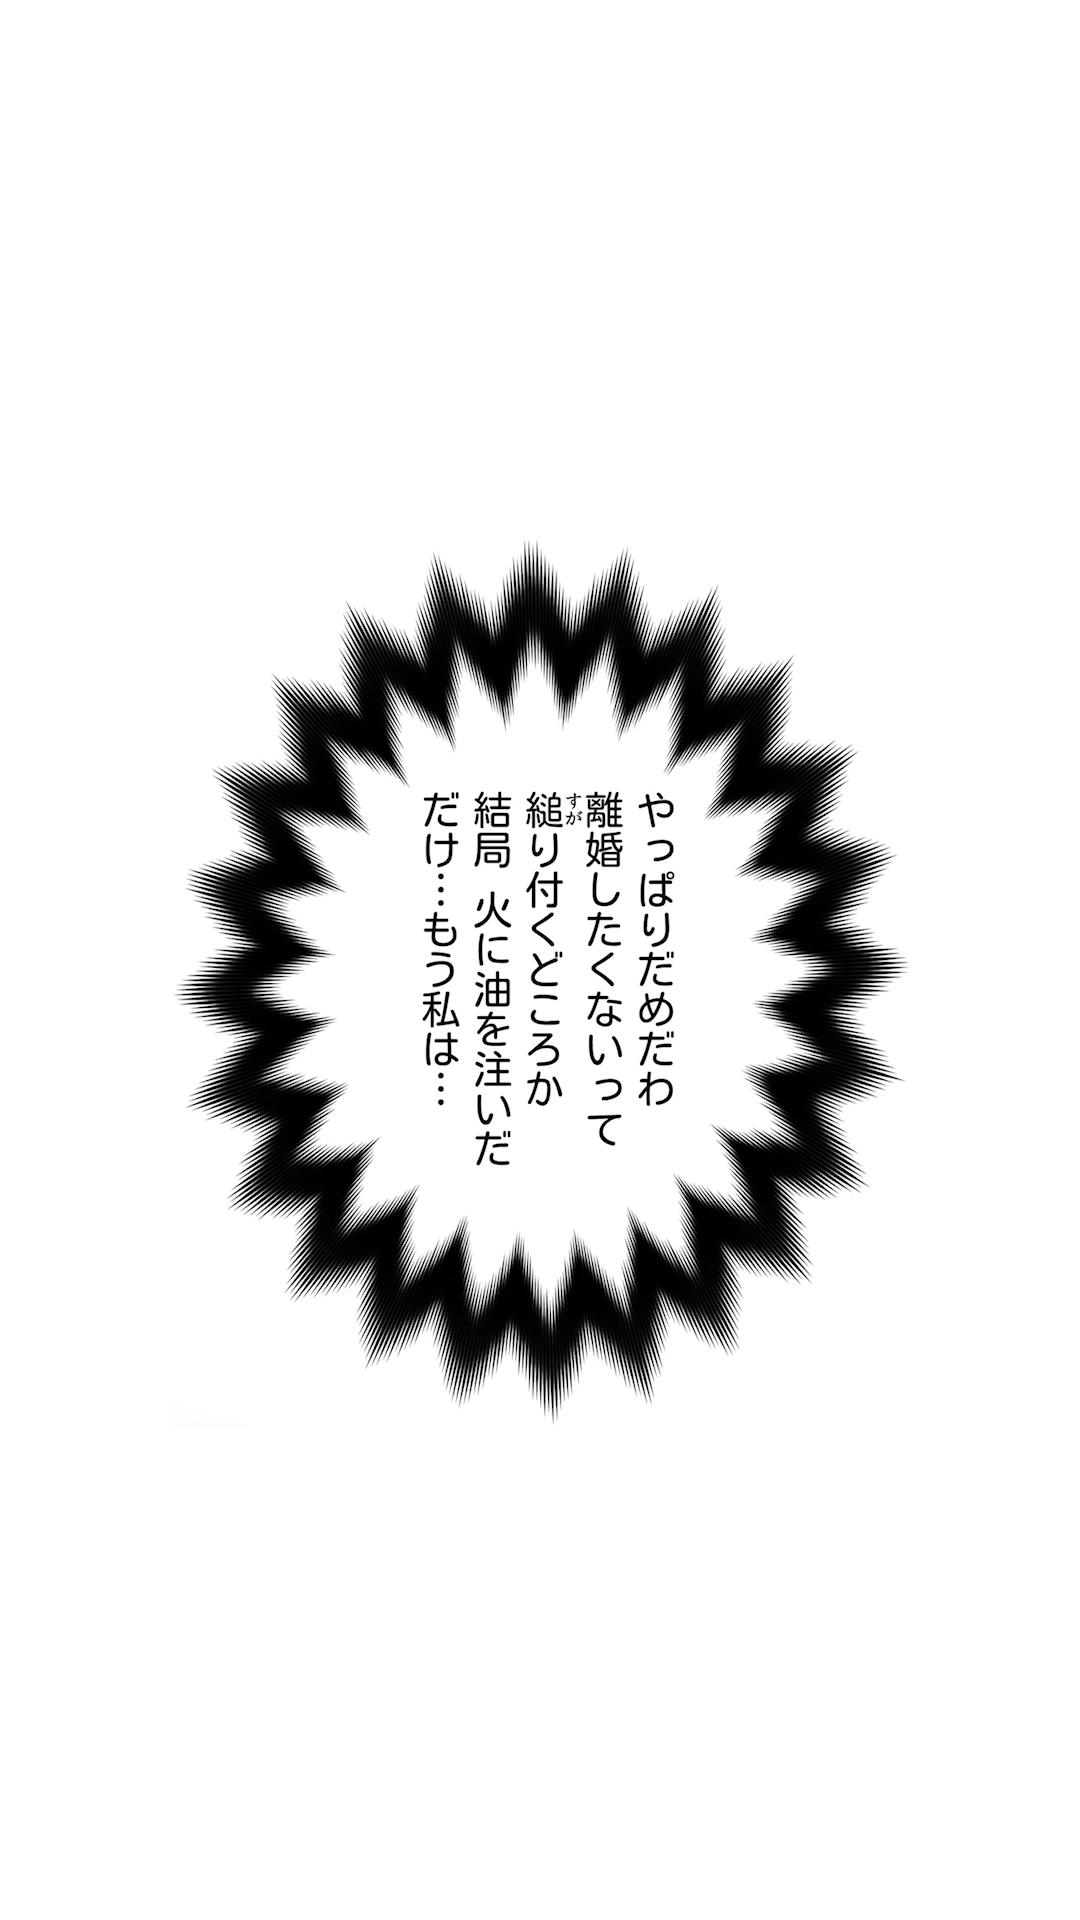 やっぱりだめだわ
離婚したくないって
縋り付くどころか
すが
結局 火に油を注いだ
だけ…もう私は…